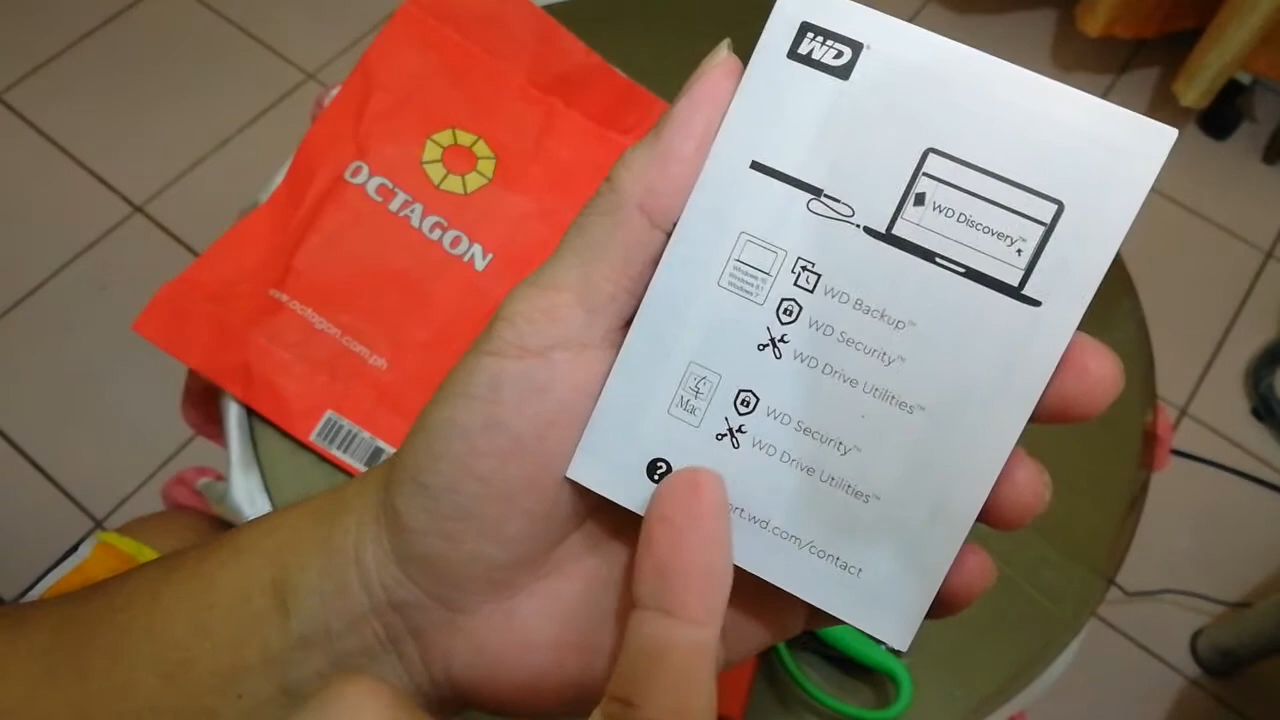 OCTAGON
www.octagon.com.ph
WD
WD Discovery™
Windows 10
Windows 8.1
Windows 7
WD Backup™
WD Security™
WD Drive Utilities™
Mac
WD Security™
WD Drive Utilities™
?
ort.wd.com/contact